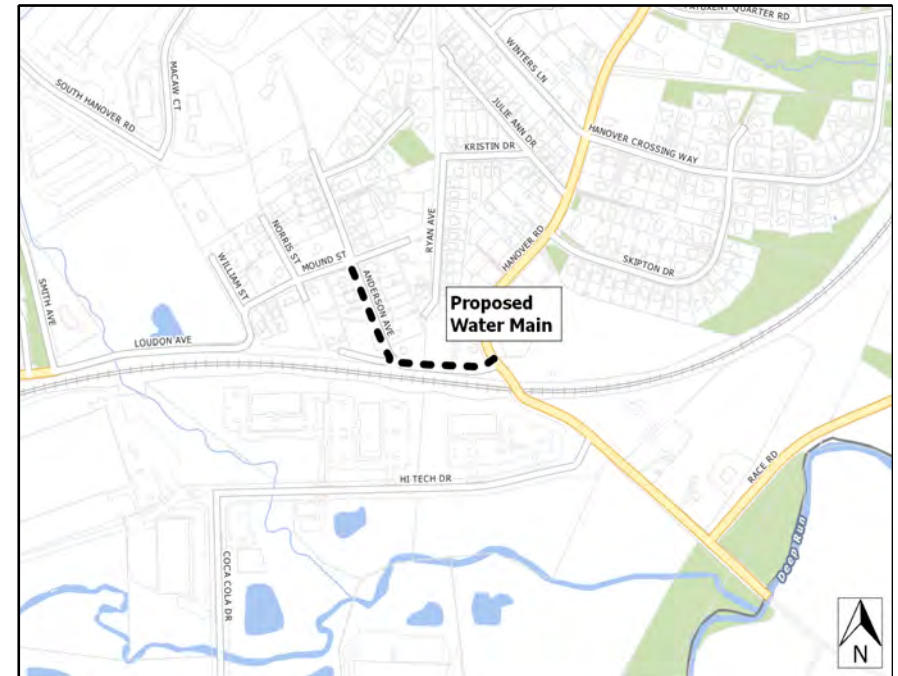 PATUXENT QUARTER RD
WINTERS LN
MACAW CT
SOUTH HANOVER RD
JULIE ANN DR
HANOVER CROSSING WAY
KRISTIN DR
RYAN AVE
NORRIS ST
MOUND ST
WILLIAM ST
HANOVER RD
SKIPTON DR
SMITH AVE
ANDERSON AVE
Proposed
Water Main
LOUDON AVE
HI TECH DR
RACE RD
Deep Run
COCA COLA DR
N